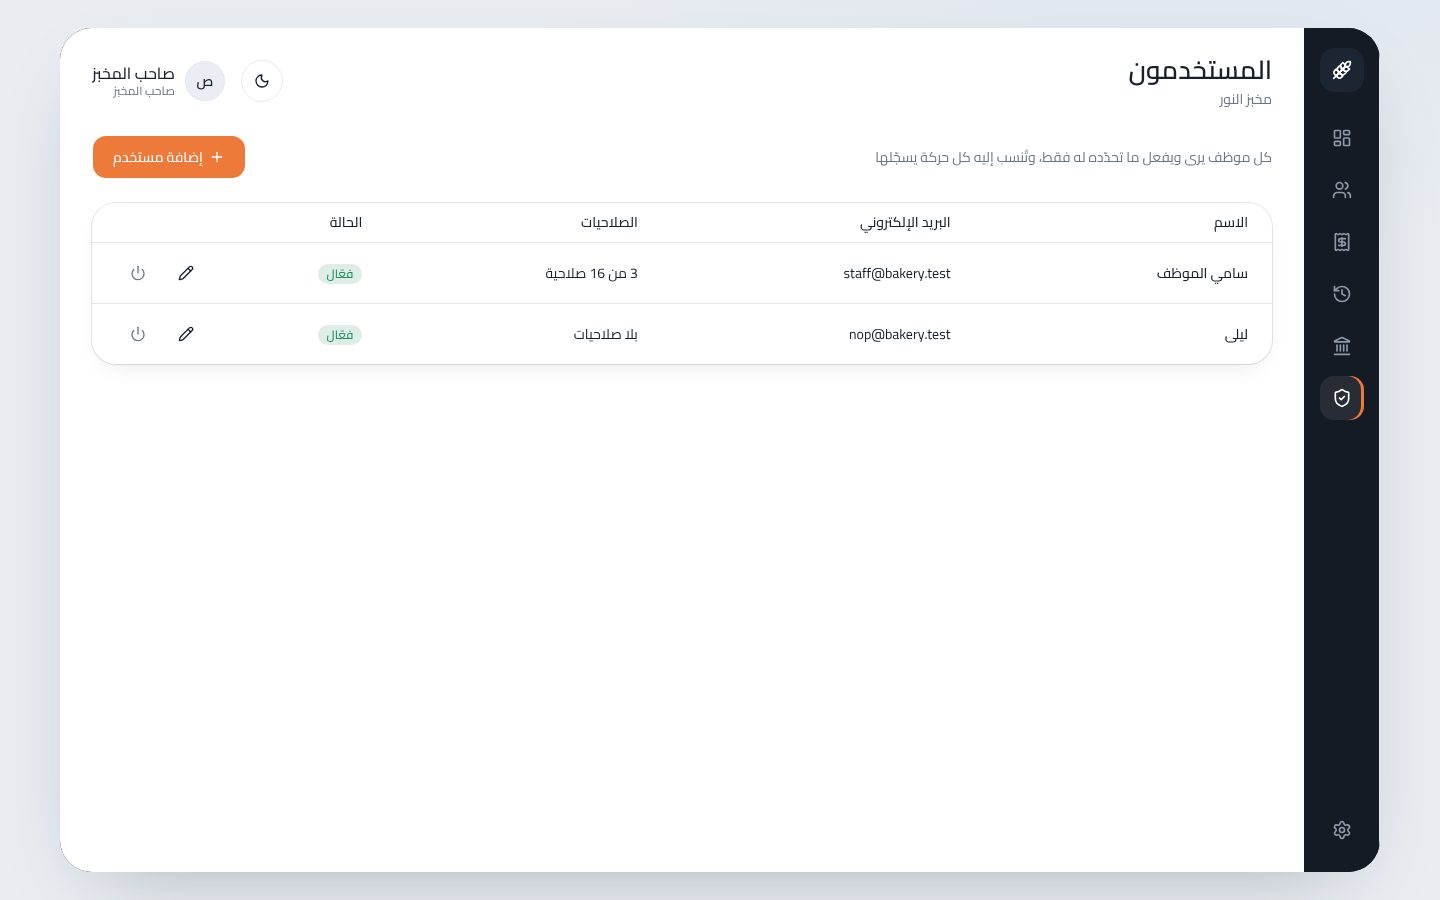 المستخدمون
مخبز النور
ص
صاحب المخبز
صاحب المخبز
كل موظف يرى ويفعل ما تحدّده له فقط، وتُنسب إليه كل حركة يسجّلها
إضافة مستخدم
الاسم البريد الإلكتروني الصلاحيات الحالة
سامي الموظف staff@bakery.test 3 من 16 صلاحية فعّال
ليلى nop@bakery.test بلا صلاحيات فعّال